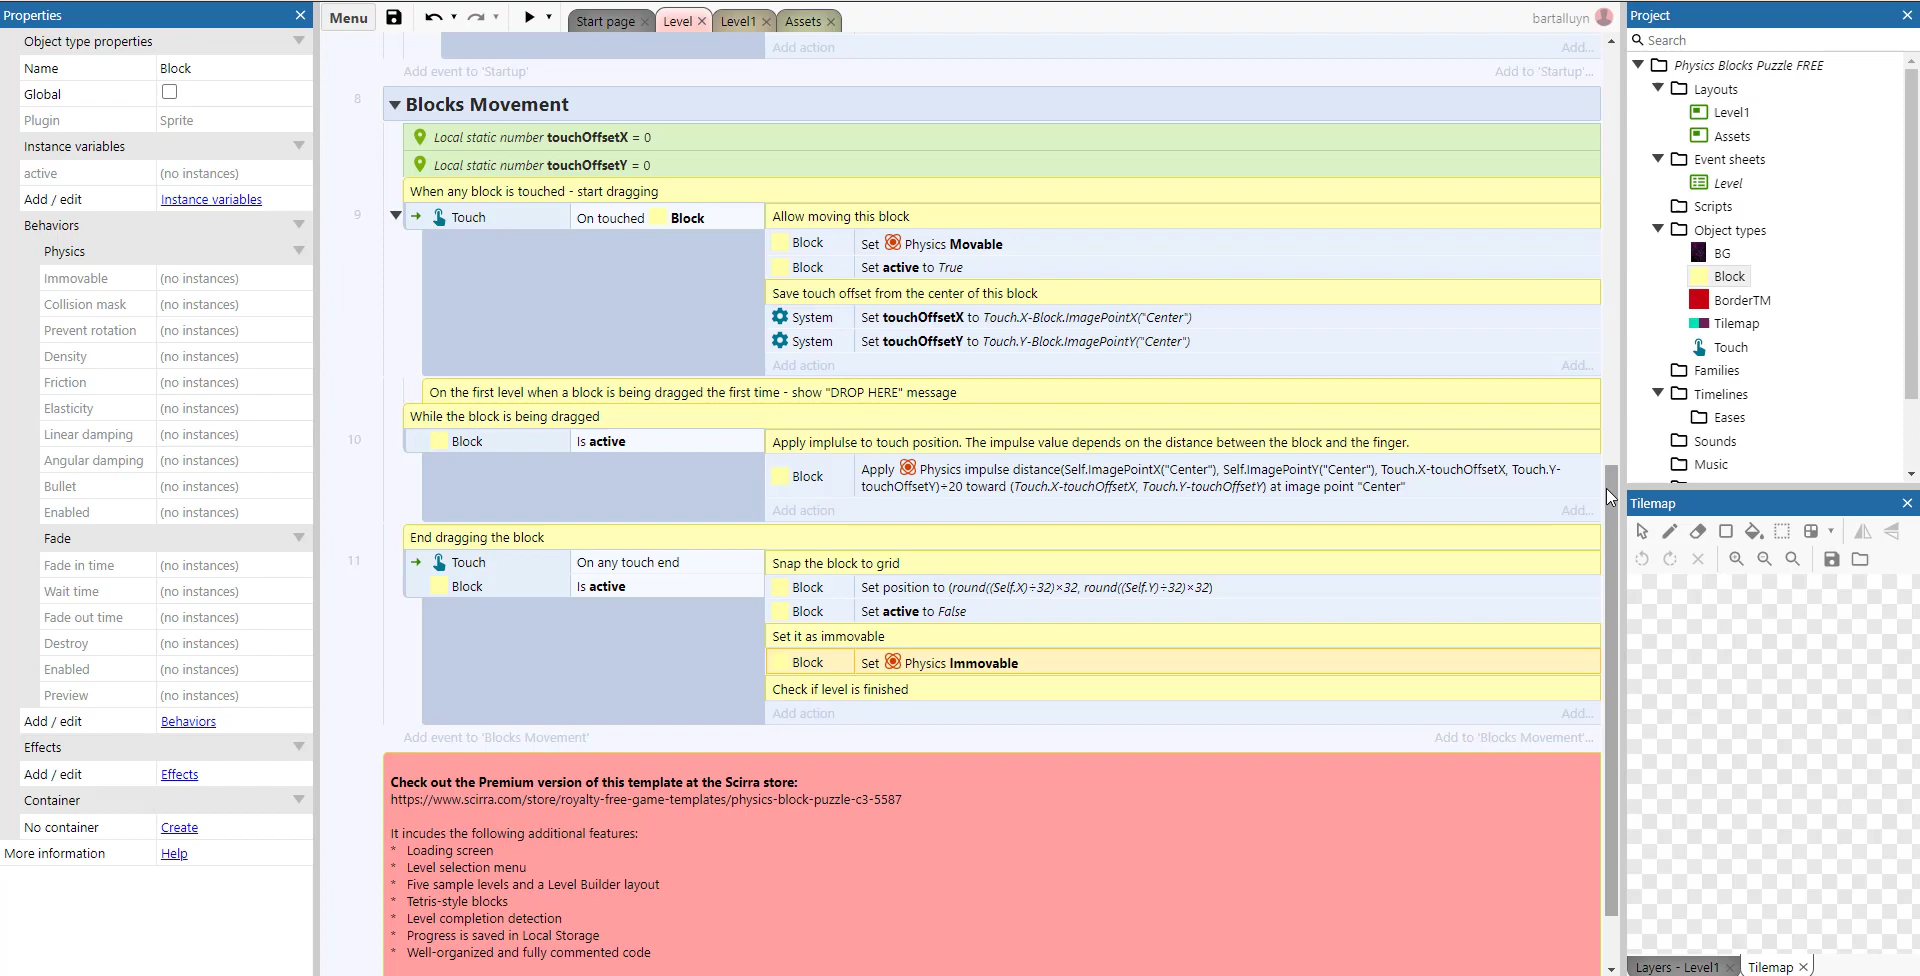 Properties
Object type properties
Name Block
Global
Plugin Sprite
Instance variables
active (no instances)
Add / edit Instance variables
Behaviors
Physics
Immovable (no instances)
Collision mask (no instances)
Prevent rotation (no instances)
Density (no instances)
Friction (no instances)
Elasticity (no instances)
Linear damping (no instances)
Angular damping (no instances)
Bullet (no instances)
Enabled (no instances)
Fade
Fade in time (no instances)
Wait time (no instances)
Fade out time (no instances)
Destroy (no instances)
Enabled (no instances)
Preview (no instances)
Add / edit Behaviors
Effects
Add / edit Effects
Container
No container Create
More information Help
Menu
Start page Level Level1 Assets
bartalluyn
Add action Add...
Add event to 'Startup' Add to 'Startup'...
8 Blocks Movement
Local static number touchOffsetX = 0
Local static number touchOffsetY = 0
When any block is touched - start dragging
9 Touch On touched Block Allow moving this block
Block Set Physics Movable
Block Set active to True
Save touch offset from the center of this block
System Set touchOffsetX to Touch.X-Block.ImagePointX("Center")
System Set touchOffsetY to Touch.Y-Block.ImagePointY("Center")
Add action Add...
On the first level when a block is being dragged the first time - show "DROP HERE" message
While the block is being dragged
10 Block Is active Apply implulse to touch position. The impulse value depends on the distance between the block and the finger.
Block Apply Physics impulse distance(Self.ImagePointX("Center"), Self.ImagePointY("Center"), Touch.X-touchOffsetX, Touch.Y-
touchOffsetY)÷20 toward (Touch.X-touchOffsetX, Touch.Y-touchOffsetY) at image point "Center"
Add action Add...
End dragging the block
11 Touch On any touch end Snap the block to grid
Block Is active Block Set position to (round((Self.X)÷32)×32, round((Self.Y)÷32)×32)
Block Set active to False
Set it as immovable
Block Set Physics Immovable
Check if level is finished
Add action Add...
Add event to 'Blocks Movement' Add to 'Blocks Movement'...
Check out the Premium version of this template at the Scirra store:
https://www.scirra.com/store/royalty-free-game-templates/physics-block-puzzle-c3-5587
It incudes the following additional features:
* Loading screen
* Level selection menu
* Five sample levels and a Level Builder layout
* Tetris-style blocks
* Level completion detection
* Progress is saved in Local Storage
* Well-organized and fully commented code
Project
Search
Physics Blocks Puzzle FREE
Layouts
Level1
Assets
Event sheets
Level
Scripts
Object types
BG
Block
BorderTM
Tilemap
Touch
Families
Timelines
Eases
Sounds
Music
Tilemap
Layers - Level1 Tilemap